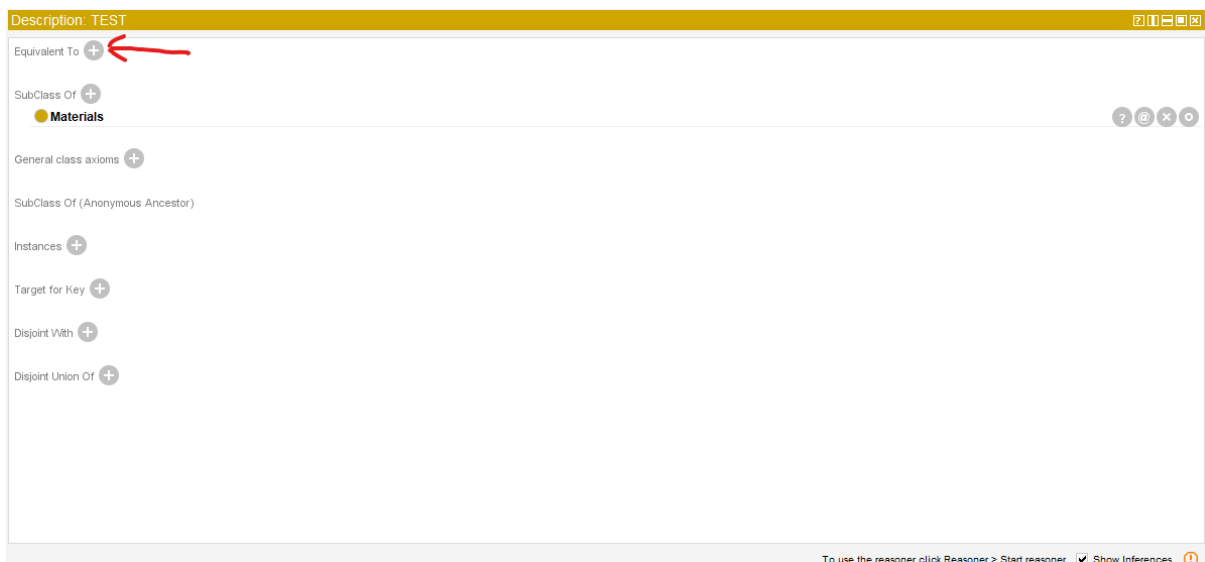 Description: TEST
Equivalent To
SubClass Of
Materials
General class axioms
SubClass Of (Anonymous Ancestor)
Instances
Target for Key
Disjoint With
Disjoint Union Of
To use the reasoner click Reasoner > Start reasoner Show Inferences